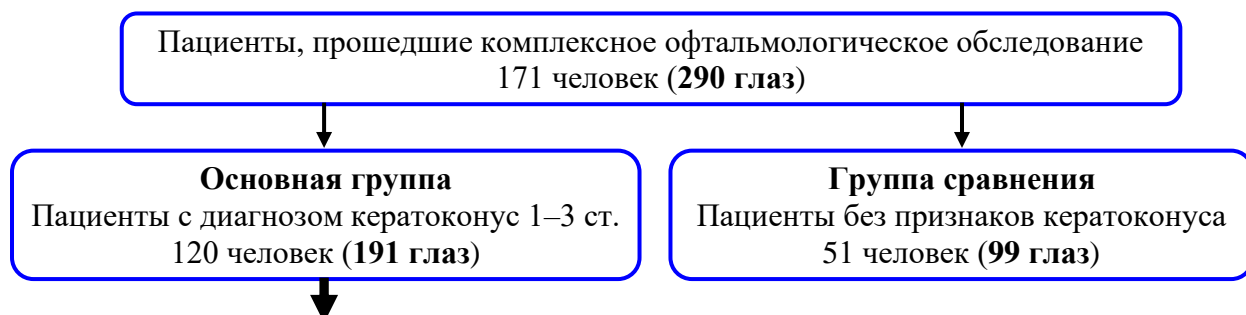 Пациенты, прошедшие комплексное офтальмологическое обследование
171 человек (290 глаз)
Основная группа
Пациенты с диагнозом кератоконус 1–3 ст.
120 человек (191 глаз)
Группа сравнения
Пациенты без признаков кератоконуса
51 человек (99 глаз)